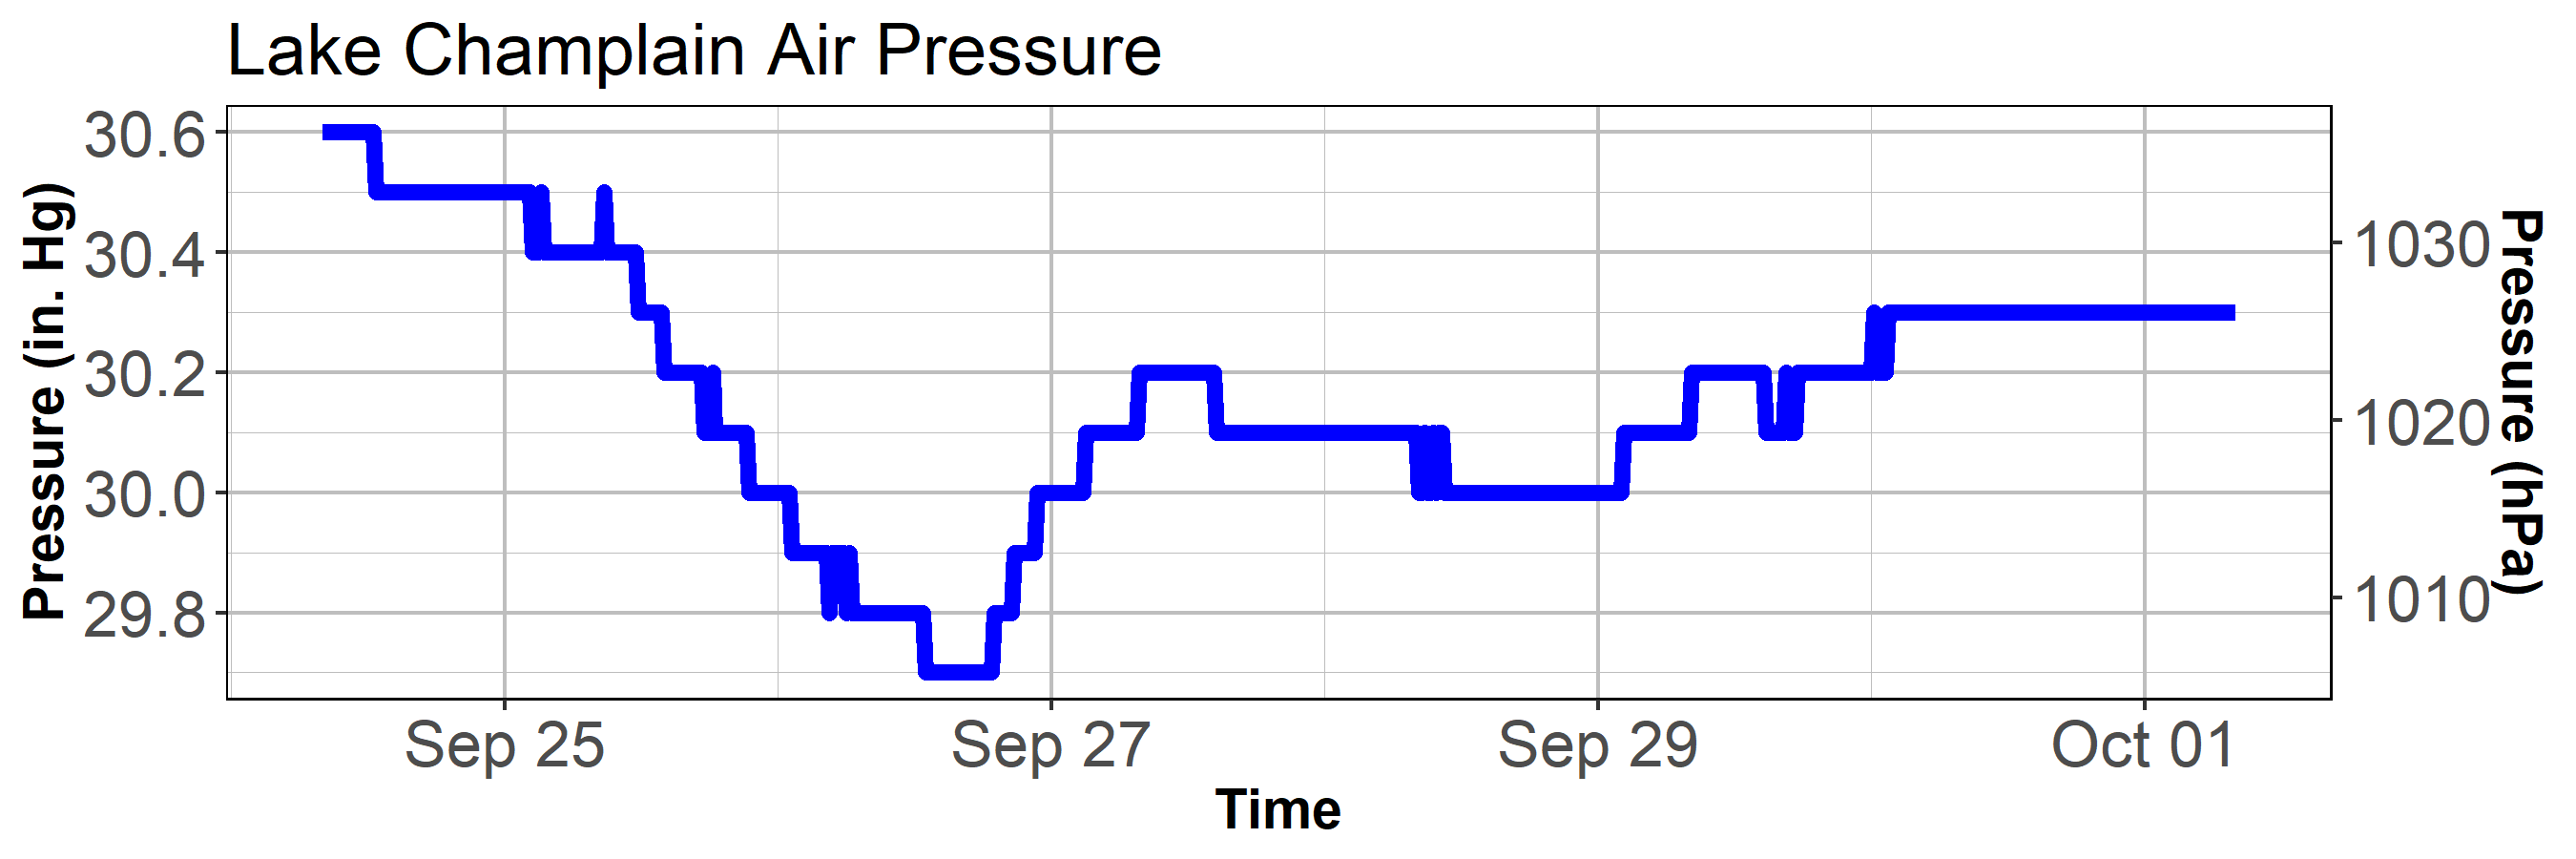 Lake Champlain Air Pressure
Pressure (in. Hg)
30.6
30.4
30.2
30.0
29.8
1030
1020
1010
Pressure (hPa)
Sep 25 Sep 27 Sep 29 Oct 01
Time